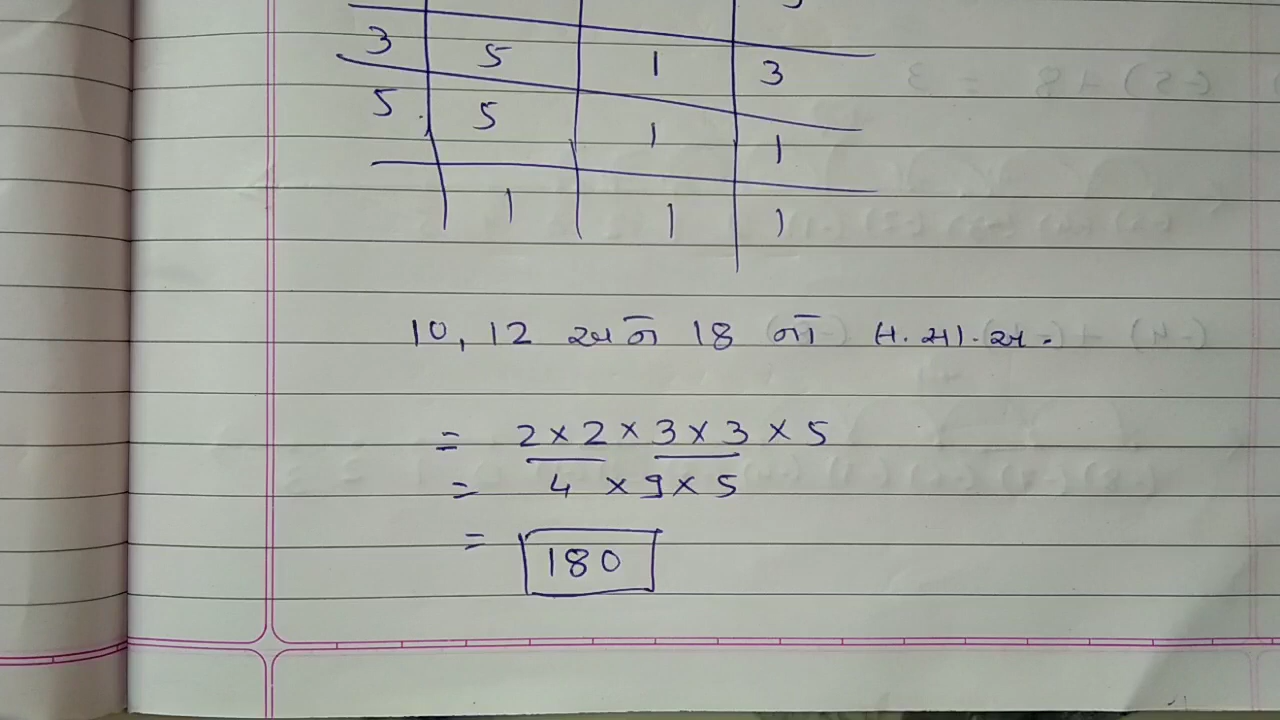 3 5 1 3
5. 5 1 1
1 1 1
10, 12 અને 18 નો લ.સા.અ.
= 2 × 2 × 3 × 3 × 5
= 4 × 9 × 5
= 180